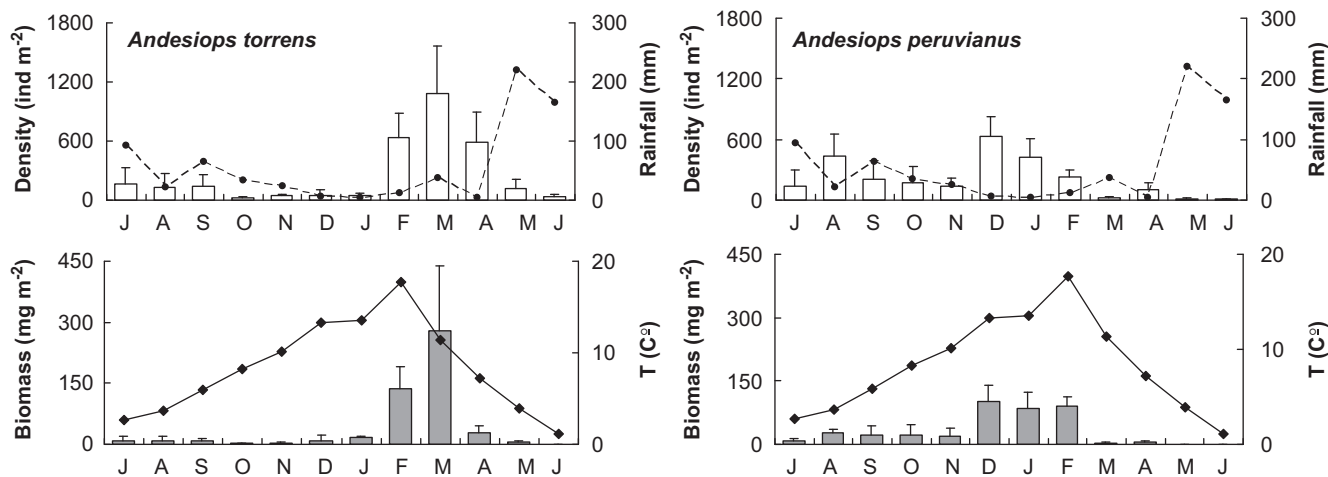 Andesiops torrens
Density (ind m-2)
1800
1200
600
0
300
200
100
0
Rainfall (mm)
J A S O N D J F M A M J
Andesiops peruvianus
Density (ind m-2)
1800
1200
600
0
300
200
100
0
Rainfall (mm)
J A S O N D J F M A M J
Biomass (mg m-2)
450
300
150
0
20
10
0
T (Cº)
J A S O N D J F M A M J
Biomass (mg m-2)
450
300
150
0
20
10
0
T (Cº)
J A S O N D J F M A M J